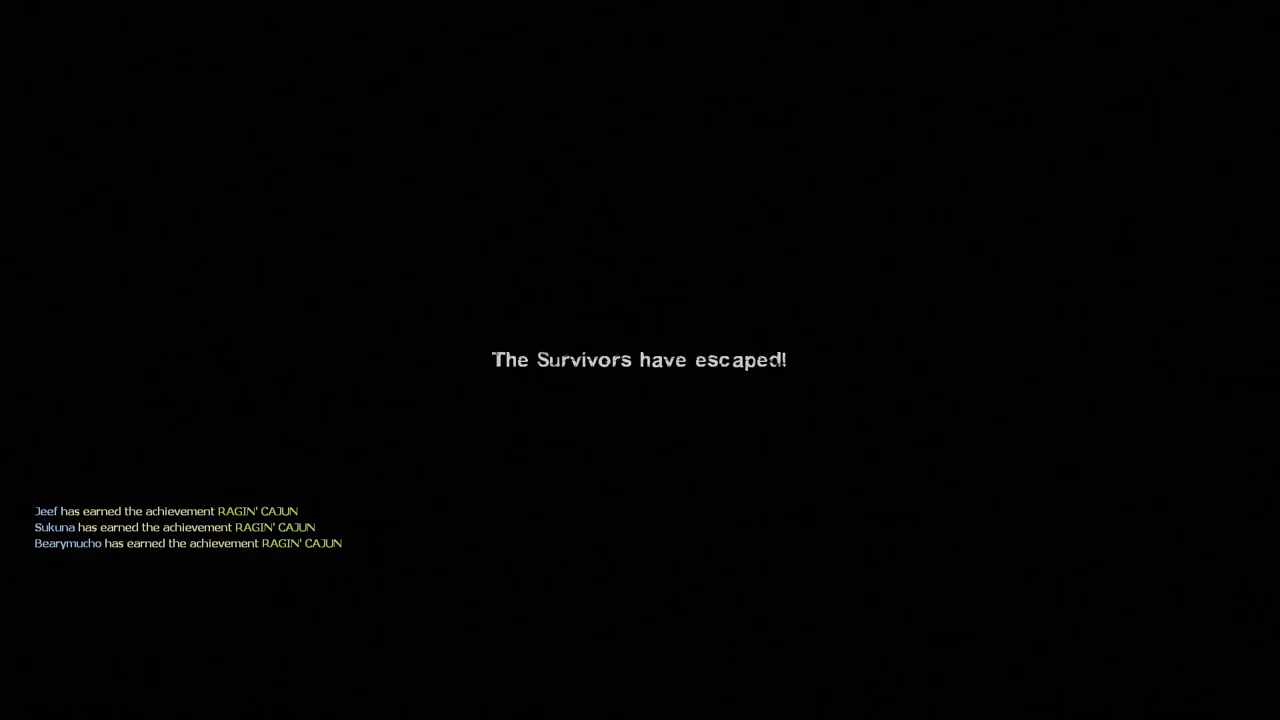 The Survivors have escaped!
Jeef has earned the achievement RAGIN' CAJUN
Sukuna has earned the achievement RAGIN' CAJUN
Bearymucho has earned the achievement RAGIN' CAJUN